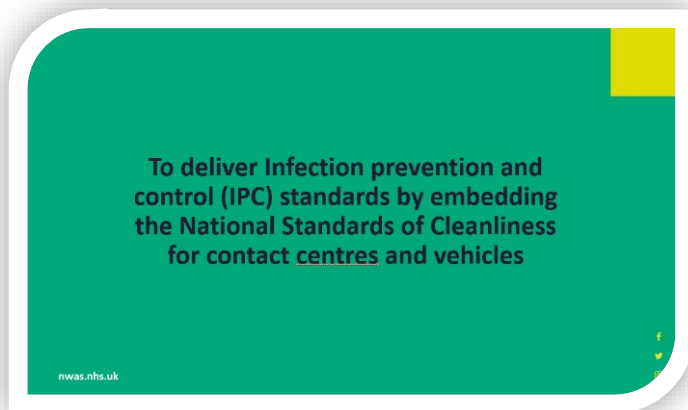 To deliver Infection prevention and
control (IPC) standards by embedding
the National Standards of Cleanliness
for contact centres and vehicles
nwas.nhs.uk